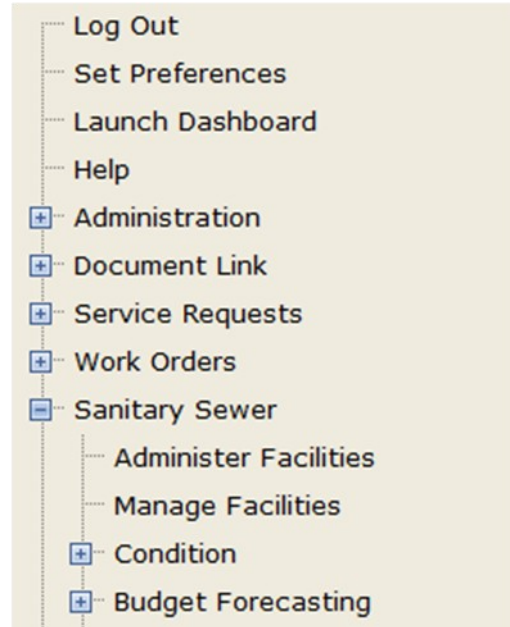 Log Out
Set Preferences
Launch Dashboard
Help
Administration
Document Link
Service Requests
Work Orders
Sanitary Sewer
Administer Facilities
Manage Facilities
Condition
Budget Forecasting